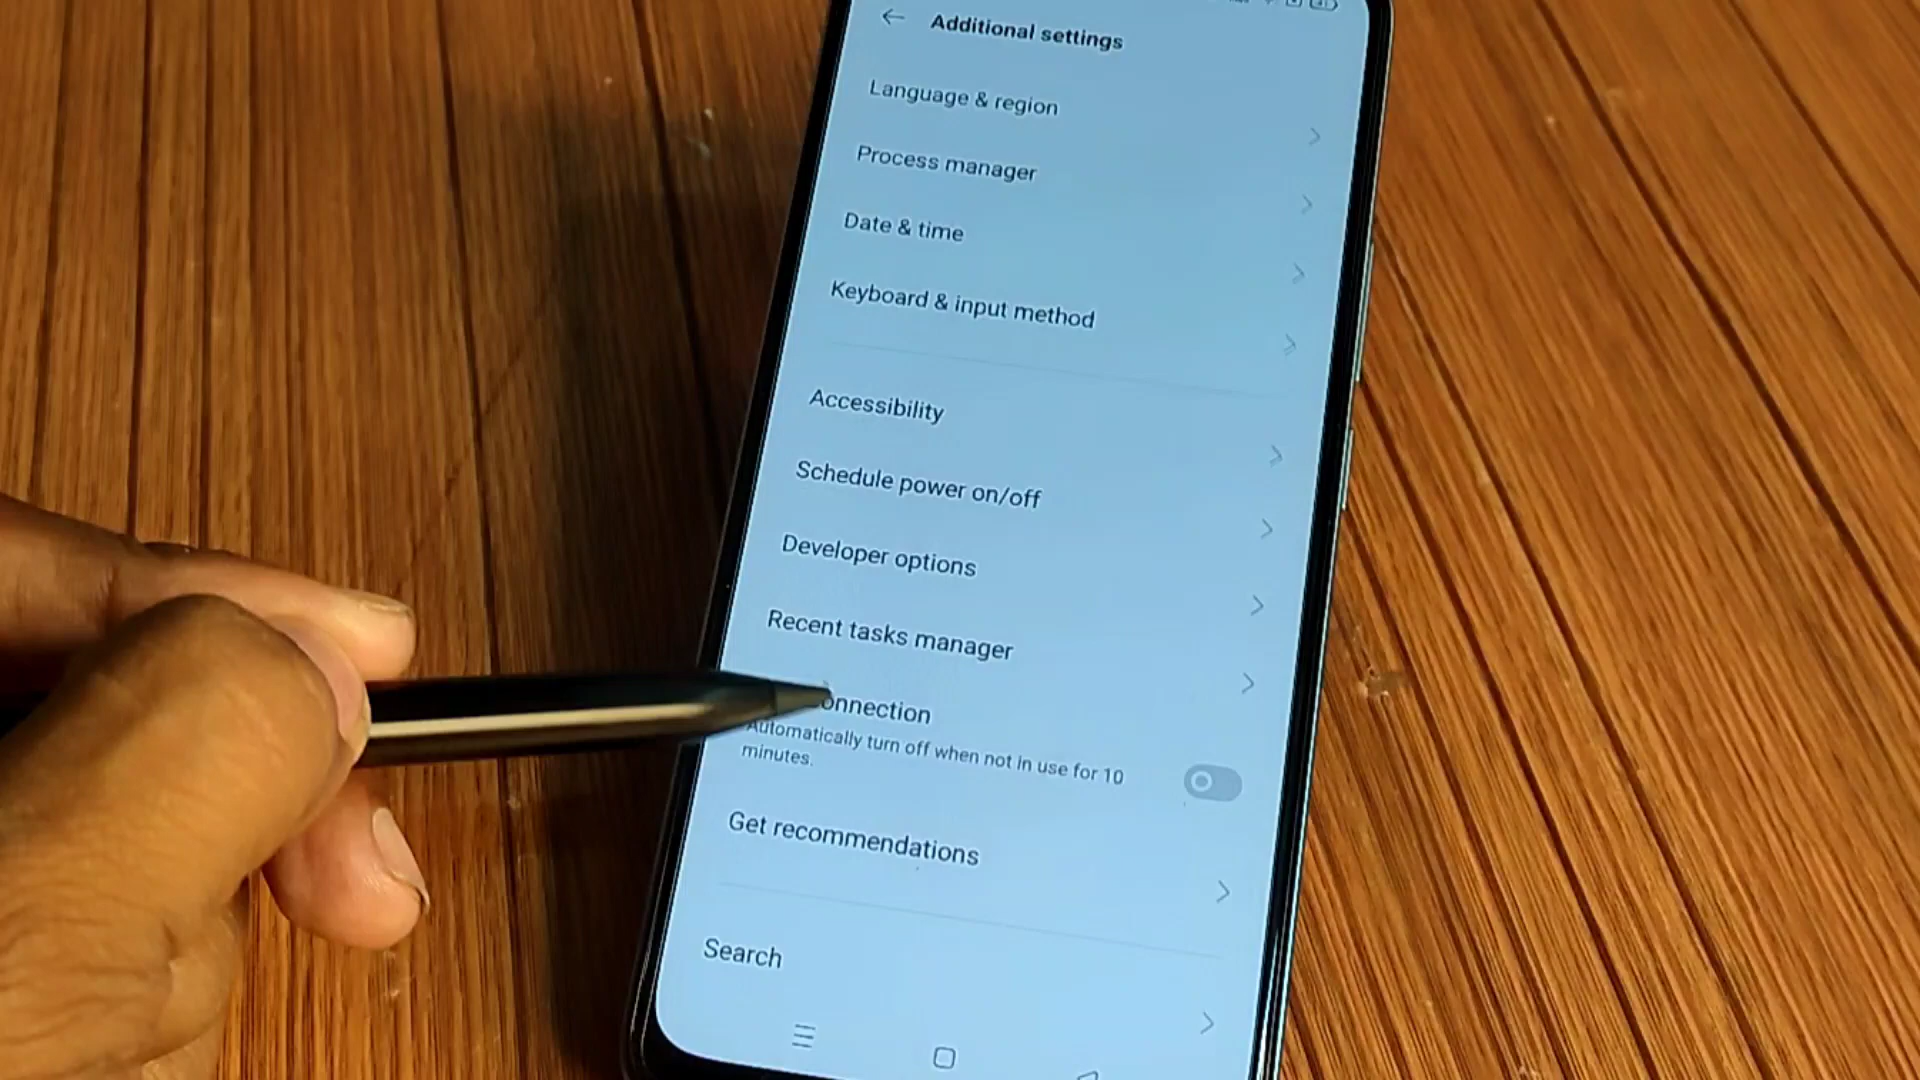 Additional settings
Language & region
Process manager
Date & time
Keyboard & input method
Accessibility
Schedule power on/off
Developer options
Recent tasks manager
onnection
Automatically turn off when not in use for 10
minutes.
Get recommendations
Search